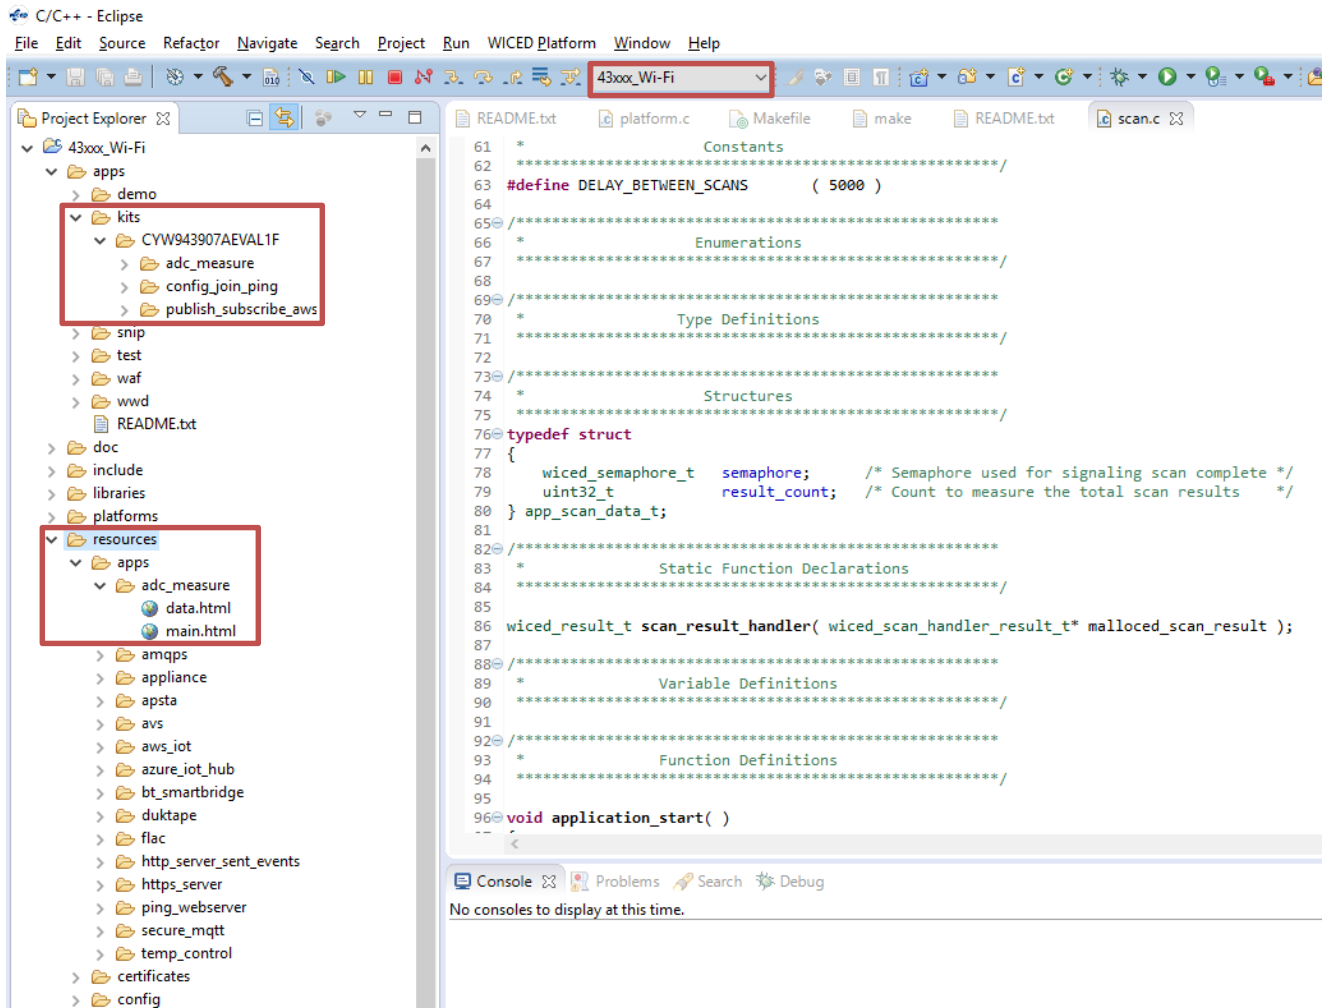 C/C++ - Eclipse
File Edit Source Refactor Navigate Search Project Run WICED Platform Window Help
010 43xxx_Wi-Fi
Project Explorer
README.txt platform.c Makefile make README.txt scan.c
43xxx_Wi-Fi
apps
demo
kits
CYW943907AEVAL1F
adc_measure
config_join_ping
publish_subscribe_aws
snip
test
waf
wwd
README.txt
doc
include
libraries
platforms
resources
apps
adc_measure
data.html
main.html
amqps
appliance
apsta
avs
aws_iot
azure_iot_hub
bt_smartbridge
duktape
flac
http_server_sent_events
https_server
ping_webserver
secure_mqtt
temp_control
certificates
config
61 * Constants
62 ******************************************************/
63 #define DELAY_BETWEEN_SCANS ( 5000 )
64
65 /******************************************************
66 * Enumerations
67 ******************************************************/
68
69 /******************************************************
70 * Type Definitions
71 ******************************************************/
72
73 /******************************************************
74 * Structures
75 ******************************************************/
76 typedef struct
77 {
78 wiced_semaphore_t semaphore; /* Semaphore used for signaling scan complete */
79 uint32_t result_count; /* Count to measure the total scan results */
80 } app_scan_data_t;
81
82 /******************************************************
83 * Static Function Declarations
84 ******************************************************/
85
86 wiced_result_t scan_result_handler( wiced_scan_handler_result_t* malloced_scan_result );
87
88 /******************************************************
89 * Variable Definitions
90 ******************************************************/
91
92 /******************************************************
93 * Function Definitions
94 ******************************************************/
95
96 void application_start( )
Console Problems Search Debug
No consoles to display at this time.